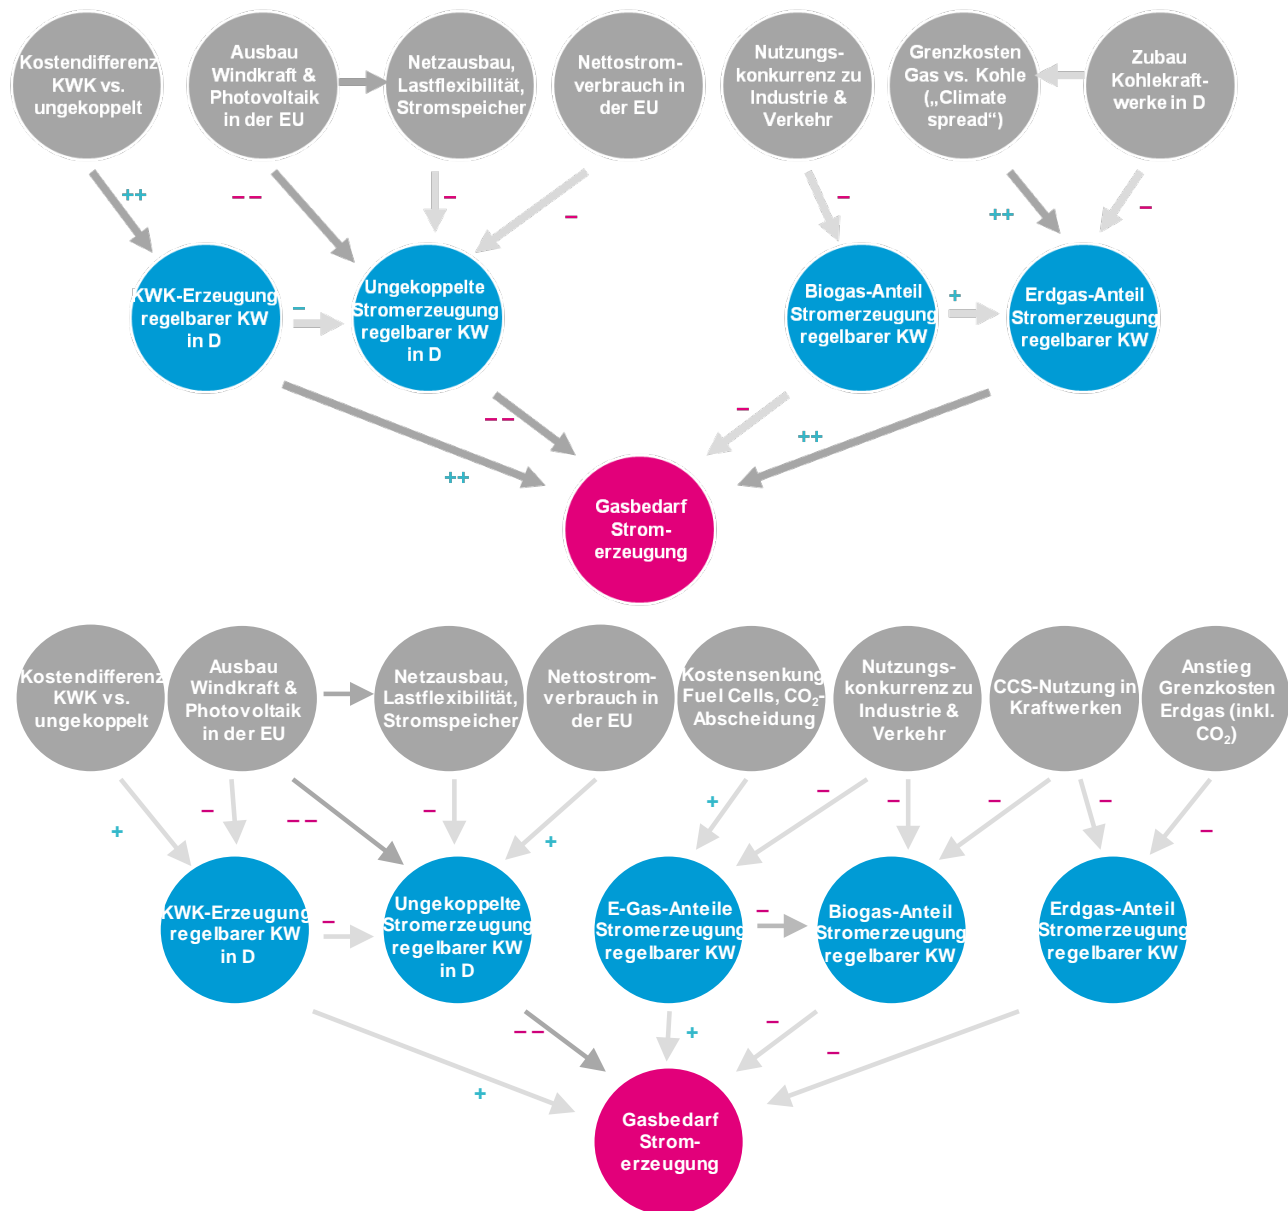 Kostendifferenz
KWK vs.
ungekoppelt
Ausbau
Windkraft &
Photovoltaik
in der EU
Netzausbau,
Lastflexibilität,
Stromspeicher
Nettostrom-
verbrauch in
der EU
Nutzungs-
konkurrenz zu
Industrie &
Verkehr
Grenzkosten
Gas vs. Kohle
(„Climate
spread“)
Zubau
Kohlekraft-
werke in D
++
– –
–
–
–
++
–
KWK-Erzeugung
regelbarer KW
in D
–
Ungekoppelte
Stromerzeugung
regelbarer KW
in D
Biogas-Anteil
Stromerzeugung
regelbarer KW
+
Erdgas-Anteil
Stromerzeugung
regelbarer KW
++
– –
–
++
Gasbedarf
Strom-
erzeugung
Kostendifferenz
KWK vs.
ungekoppelt
Ausbau
Windkraft &
Photovoltaik
in der EU
Netzausbau,
Lastflexibilität,
Stromspeicher
Nettostrom-
verbrauch in
der EU
Kostensenkung
Fuel Cells, CO₂-
Abscheidung
Nutzungs-
konkurrenz zu
Industrie &
Verkehr
CCS-Nutzung in
Kraftwerken
Anstieg
Grenzkosten
Erdgas (inkl.
CO₂)
+
–
– –
–
+
+
–
–
–
–
–
KWK-Erzeugung
regelbarer KW
in D
–
Ungekoppelte
Stromerzeugung
regelbarer KW
in D
E-Gas-Anteile
Stromerzeugung
regelbarer KW
–
Biogas-Anteil
Stromerzeugung
regelbarer KW
Erdgas-Anteil
Stromerzeugung
regelbarer KW
+
– –
+
–
–
Gasbedarf
Strom-
erzeugung